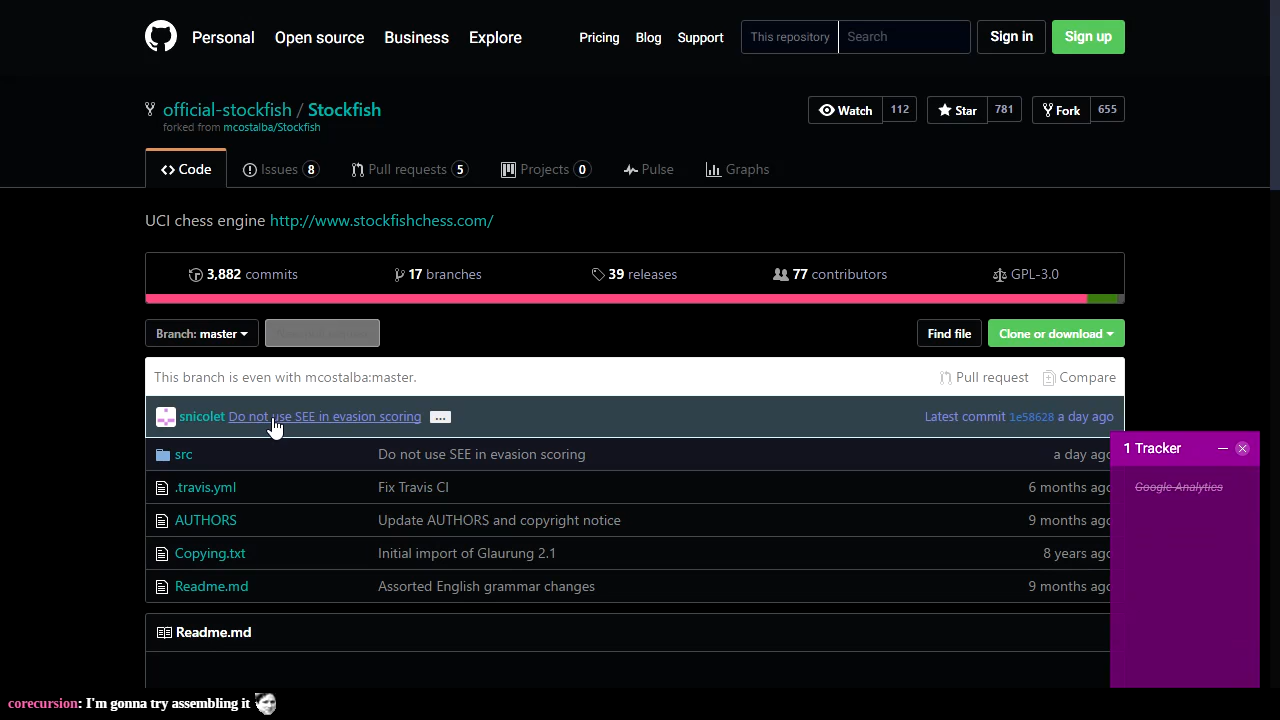 Personal Open source Business Explore Pricing Blog Support This repository Search Sign in Sign up
official-stockfish / Stockfish
forked from mcostalba/Stockfish
Watch 112 Star 781 Fork 655
Code Issues 8 Pull requests 5 Projects 0 Pulse Graphs
UCI chess engine http://www.stockfishchess.com/
3,882 commits 17 branches 39 releases 77 contributors GPL-3.0
Branch: master Find file Clone or download
This branch is even with mcostalba:master. Pull request Compare
snicolet Do not use SEE in evasion scoring ... Latest commit 1e58628 a day ago
src Do not use SEE in evasion scoring a day ago
.travis.yml Fix Travis CI 6 months ago
AUTHORS Update AUTHORS and copyright notice 9 months ago
Copying.txt Initial import of Glaurung 2.1 8 years ago
Readme.md Assorted English grammar changes 9 months ago
Readme.md
1 Tracker
Google Analytics
corecursion: I'm gonna try assembling it